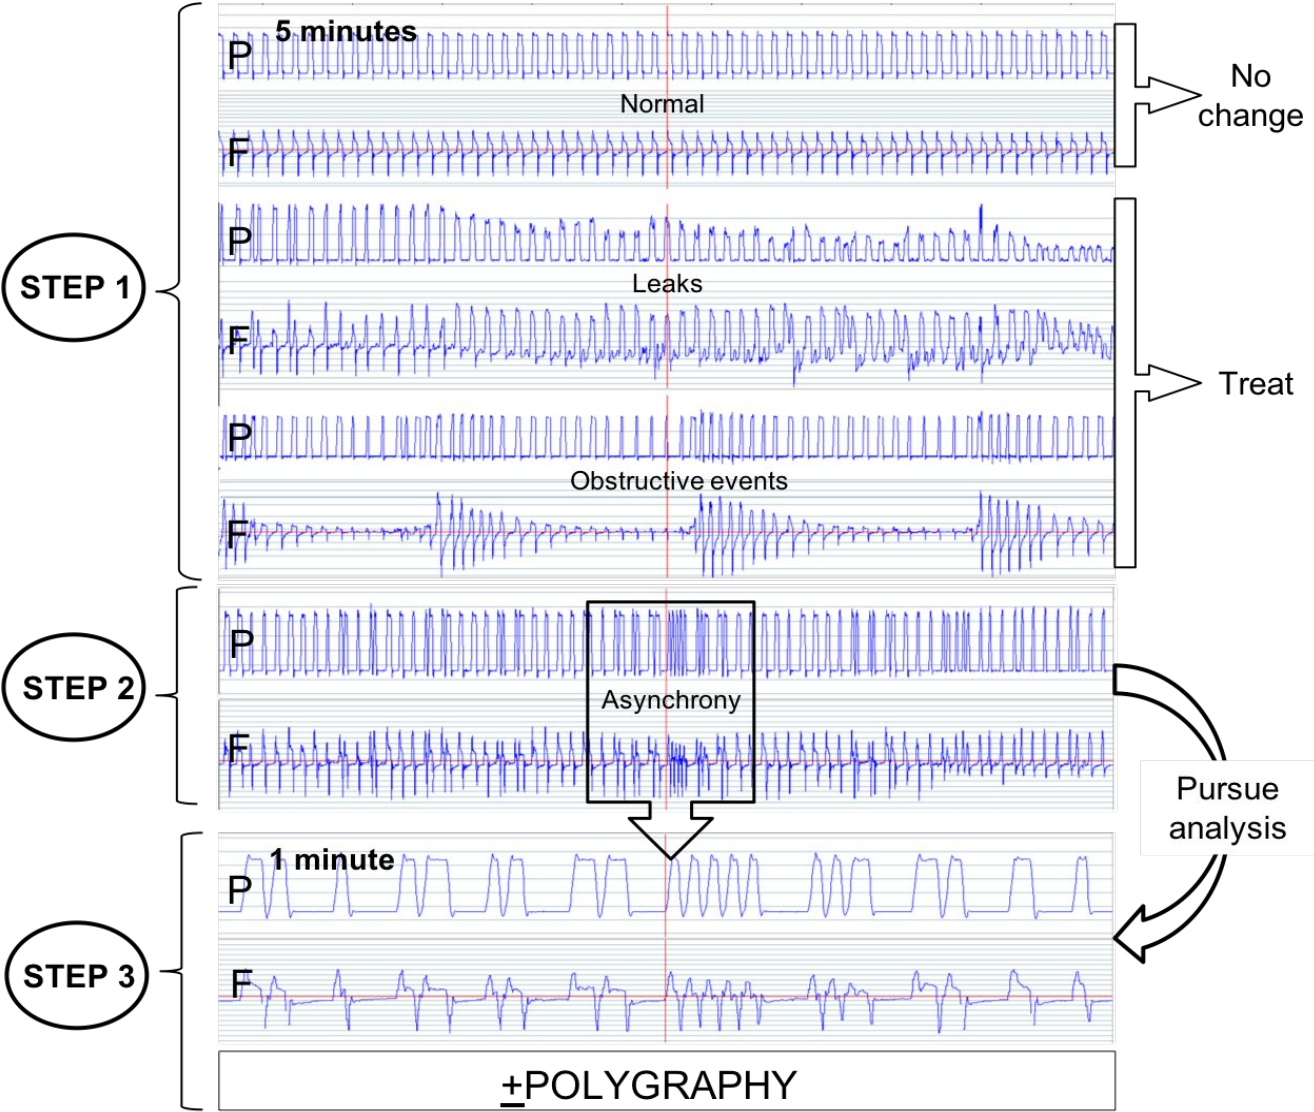 5 minutes
P
Normal
F
No
change
P
Leaks
F
STEP 1
Treat
P
Obstructive events
F
P
STEP 2
Asynchrony
F
Pursue
analysis
1 minute
P
F
STEP 3
+POLYGRAPHY